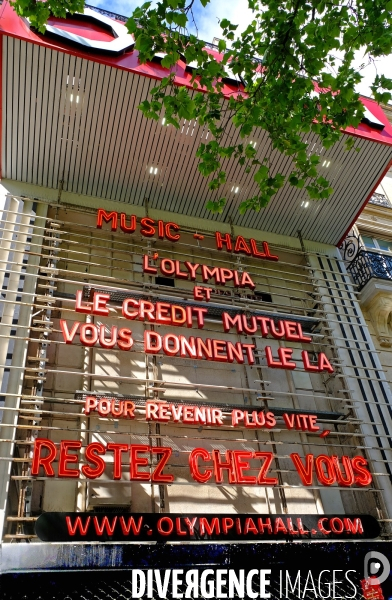 MUSIC - HALL
L'OLYMPIA
ET
LE CREDIT MUTUEL
VOUS DONNENT LE LA
POUR REVENIR PLUS VITE,
RESTEZ CHEZ VOUS
WWW.OLYMPIAHALL.COM
DIVERGENCE IMAGES